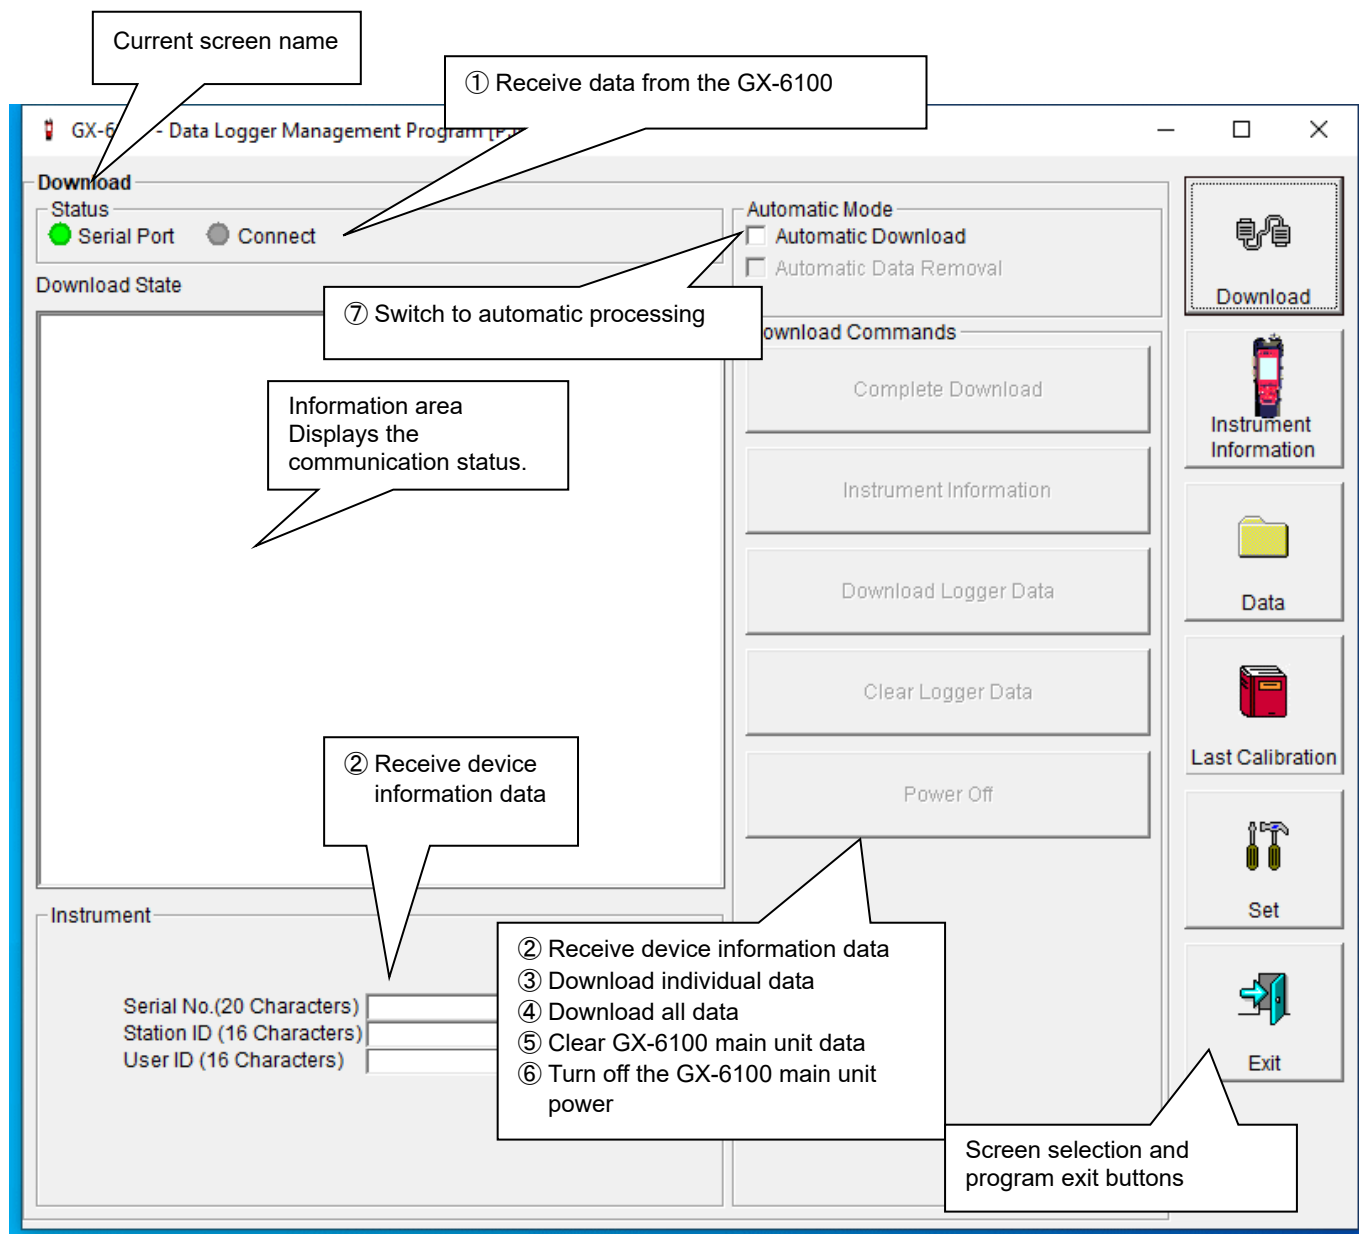 Current screen name
① Receive data from the GX-6100
GX-6 - Data Logger Management Program
Download
Status
Serial Port
Connect
Automatic Mode
Automatic Download
Automatic Data Removal
Download State
⑦ Switch to automatic processing
ownload Commands
Complete Download
Instrument Information
Download Logger Data
Clear Logger Data
Power Off
Information area
Displays the
communication status.
② Receive device
information data
Instrument
Serial No.(20 Characters)
Station ID (16 Characters)
User ID (16 Characters)
② Receive device information data
③ Download individual data
④ Download all data
⑤ Clear GX-6100 main unit data
⑥ Turn off the GX-6100 main unit
power
Download
Instrument
Information
Data
Last Calibration
Set
Exit
Screen selection and
program exit buttons